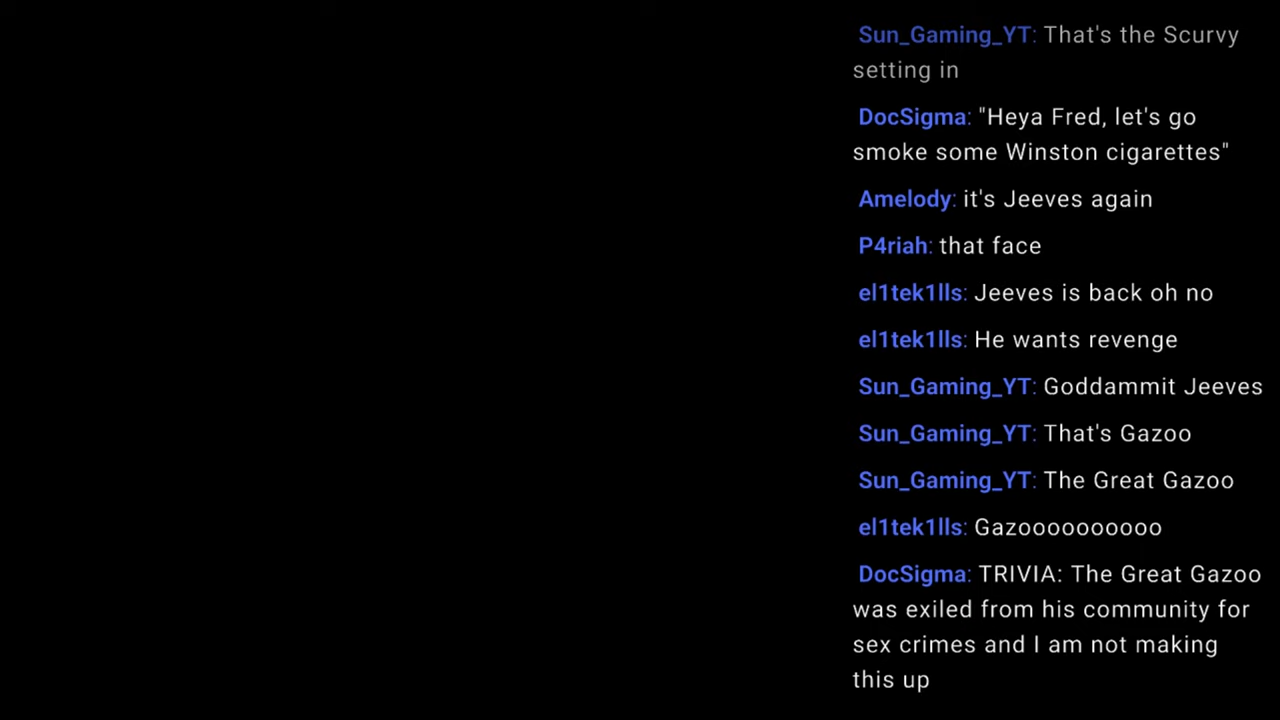 Sun_Gaming_YT: That's the Scurvy
setting in
DocSigma: "Heya Fred, let's go
smoke some Winston cigarettes"
Amelody: it's Jeeves again
P4riah: that face
el1tek1lls: Jeeves is back oh no
el1tek1lls: He wants revenge
Sun_Gaming_YT: Goddammit Jeeves
Sun_Gaming_YT: That's Gazoo
Sun_Gaming_YT: The Great Gazoo
el1tek1lls: Gazoooooooooo
DocSigma: TRIVIA: The Great Gazoo
was exiled from his community for
sex crimes and I am not making
this up